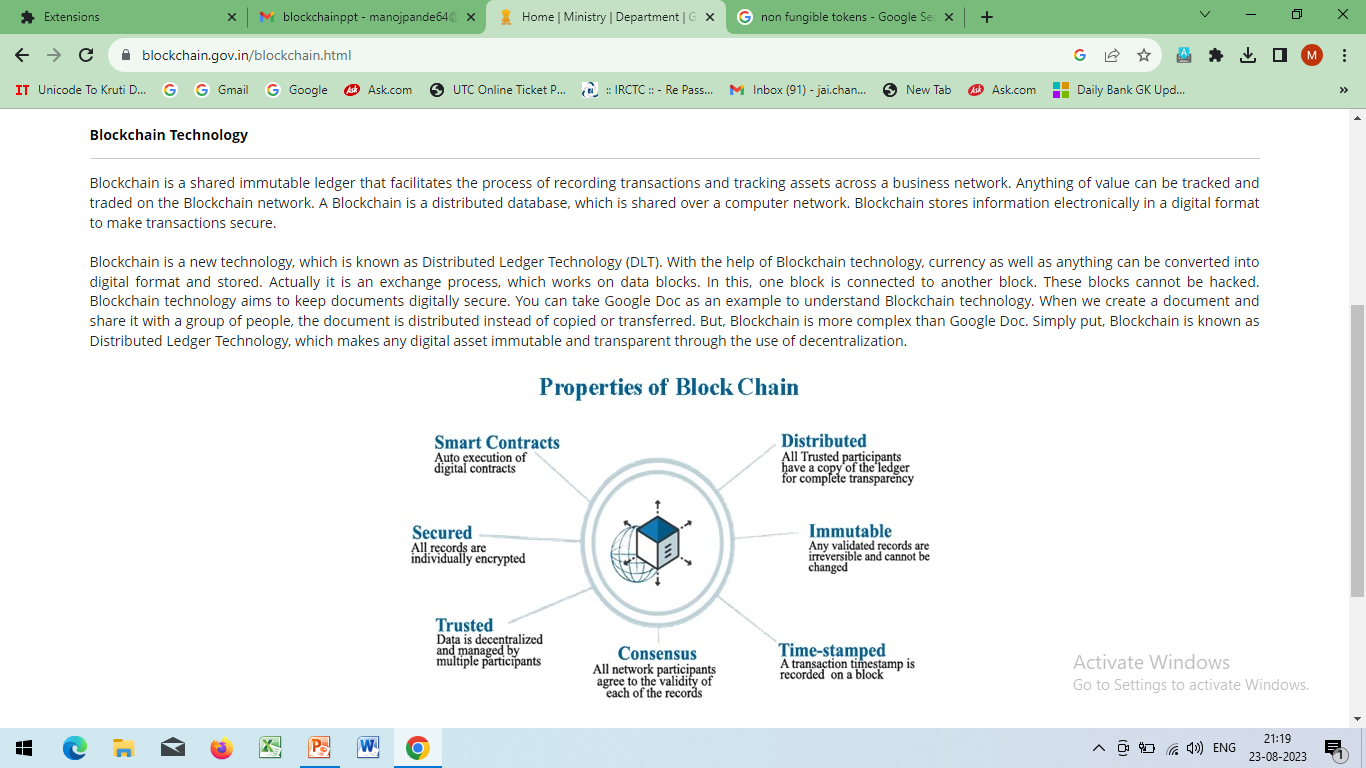 Extensions
blockchainppt - manojpande64@
Home | Ministry | Department | G
non fungible tokens - Google Se
blockchain.gov.in/blockchain.html
M
IT Unicode To Kruti D...
Gmail
Google
Ask Ask.com
UTC Online Ticket P...
:: IRCTC :: - Re Pass...
Inbox (91) - jai.chan...
New Tab
Ask Ask.com
Daily Bank GK Upd...
»
Blockchain Technology
Blockchain is a shared immutable ledger that facilitates the process of recording transactions and tracking assets across a business network. Anything of value can be tracked and
traded on the Blockchain network. A Blockchain is a distributed database, which is shared over a computer network. Blockchain stores information electronically in a digital format
to make transactions secure.
Blockchain is a new technology, which is known as Distributed Ledger Technology (DLT). With the help of Blockchain technology, currency as well as anything can be converted into
digital format and stored. Actually it is an exchange process, which works on data blocks. In this, one block is connected to another block. These blocks cannot be hacked.
Blockchain technology aims to keep documents digitally secure. You can take Google Doc as an example to understand Blockchain technology. When we create a document and
share it with a group of people, the document is distributed instead of copied or transferred. But, Blockchain is more complex than Google Doc. Simply put, Blockchain is known as
Distributed Ledger Technology, which makes any digital asset immutable and transparent through the use of decentralization.
Properties of Block Chain
Smart Contracts
Auto execution of
digital contracts
Distributed
All Trusted participants
have a copy of the ledger
for complete transparency
Secured
All records are
individually encrypted
Immutable
Any validated records are
irreversible and cannot be
changed
Trusted
Data is decentralized
and managed by
multiple participants
Consensus
All network participants
agree to the validity of
each of the records
Time-stamped
A transaction timestamp is
recorded on a block
Activate Windows
Go to Settings to activate Windows.
ENG
21:19
23-08-2023
1